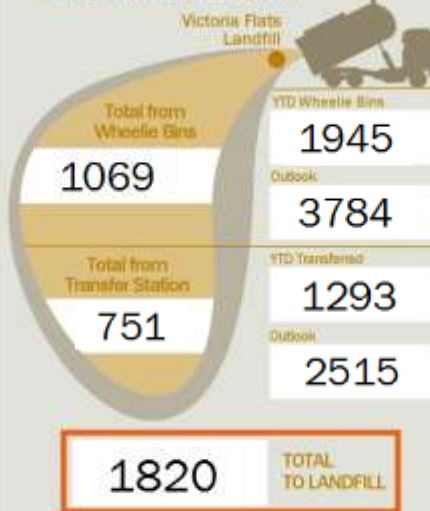 Victoria Flats
Landfill
Total from
Wheelie Bins
1069
YTD Wheelie Bins
1945
Outlook
3784
Total from
Transfer Station
751
YTD Transferred
1293
Outlook
2515
1820
TOTAL
TO LANDFILL